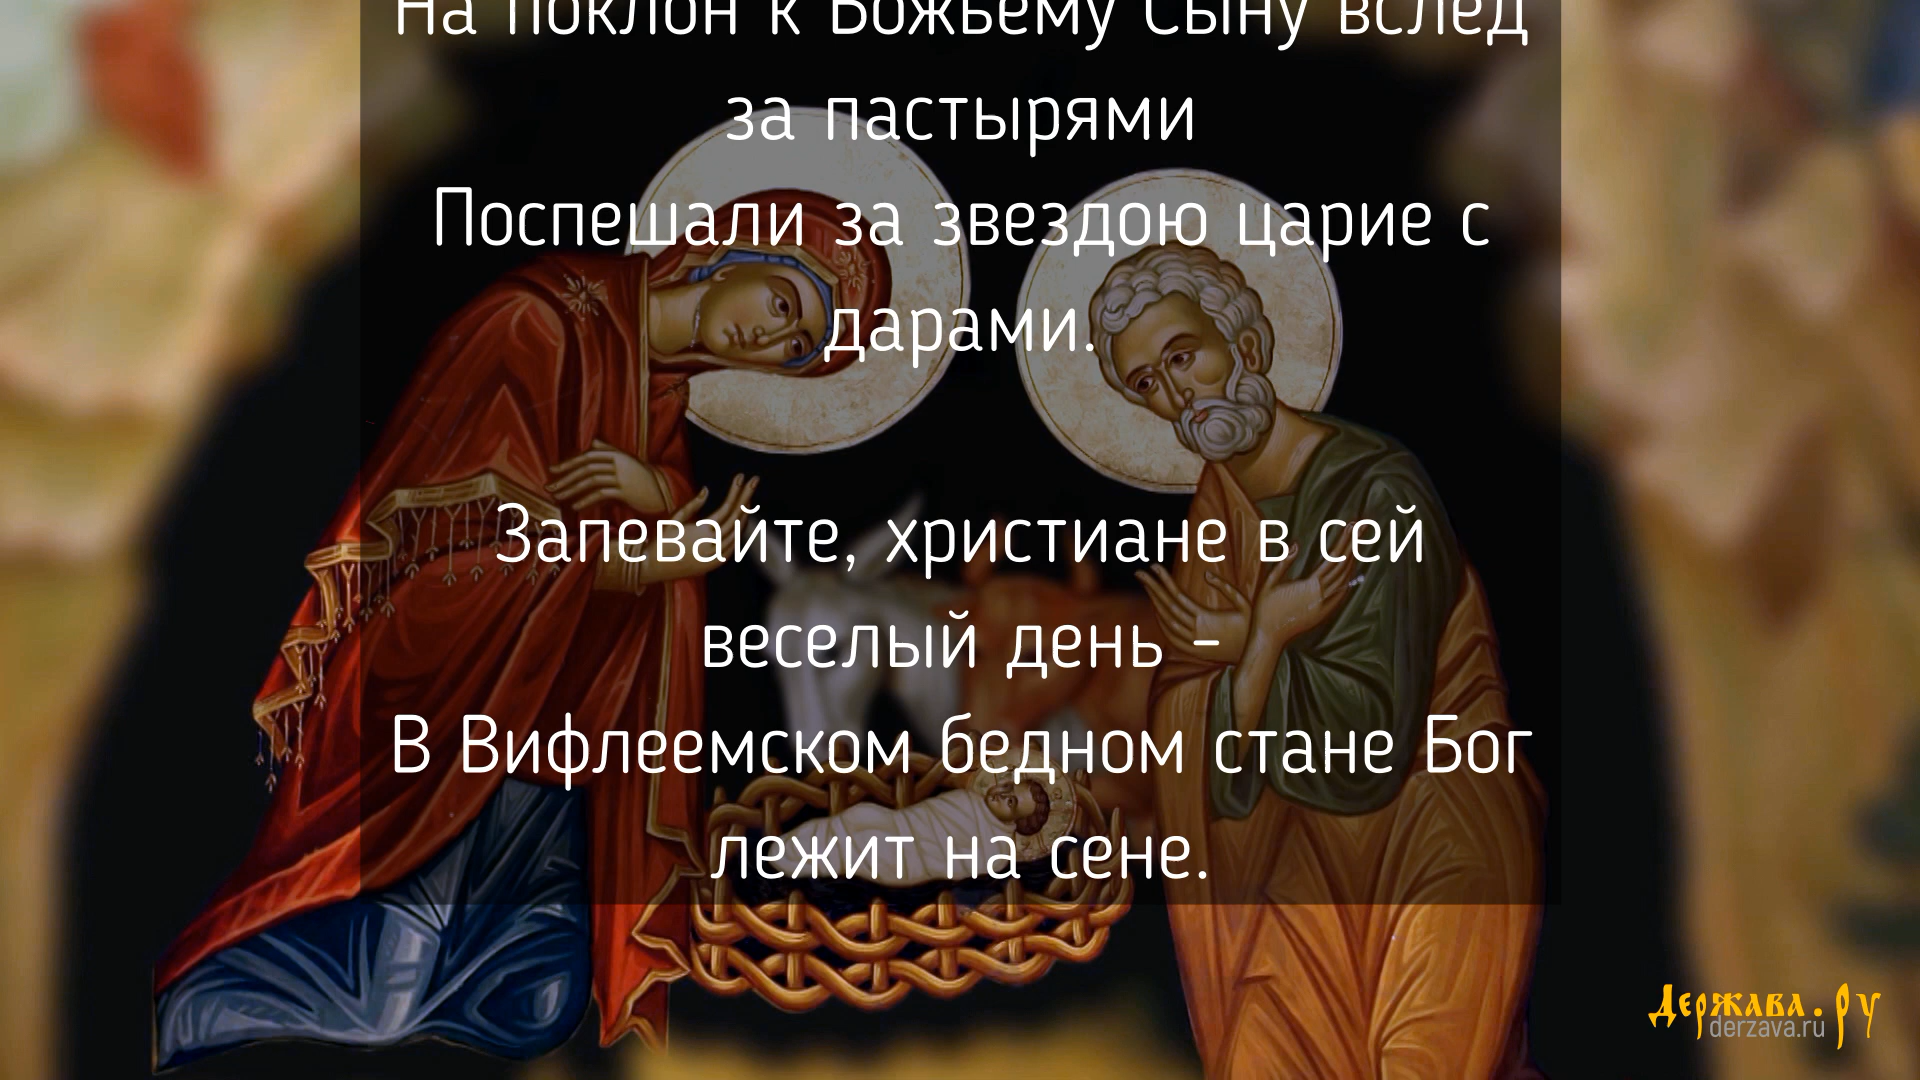 На поклон к Божьему Сыну вслед
за пастырями
Поспешали за звездою царие с
дарами.
Запевайте, христиане в сей
веселый день –
В Вифлеемском бедном стане Бог
лежит на сене.
Держава.Ру
derzava.ru